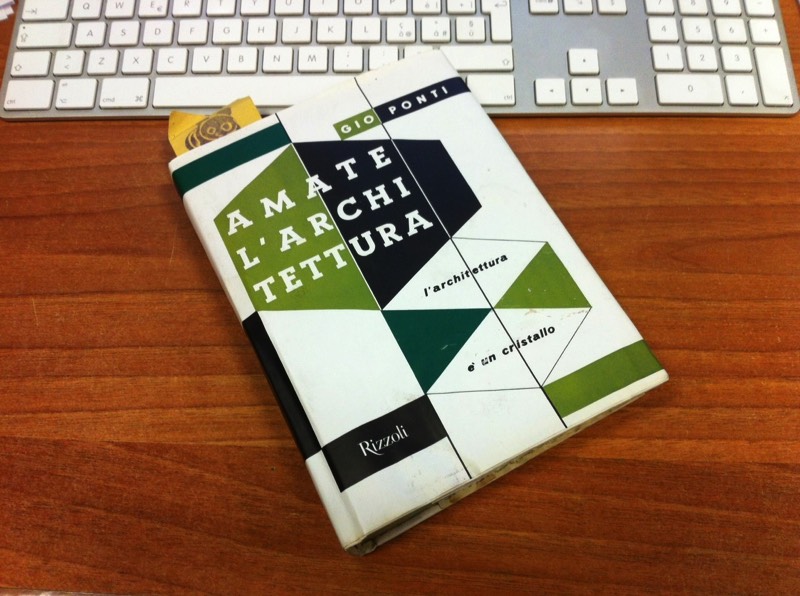 GIO PONTI
AMATE
L'ARCHI
TETTURA
l'architettura
è un cristallo
Rizzoli